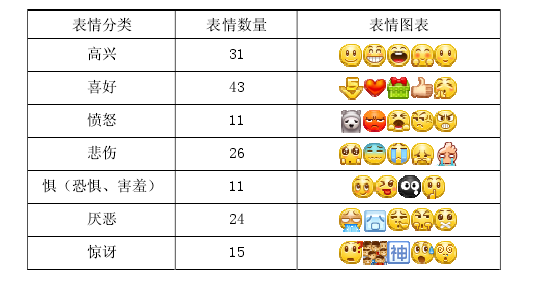 表情分类 表情数量 表情图表
高兴 31
喜好 43
愤怒 11
悲伤 26
惧（恐惧、害羞） 11
厌恶 24
惊讶 15 神